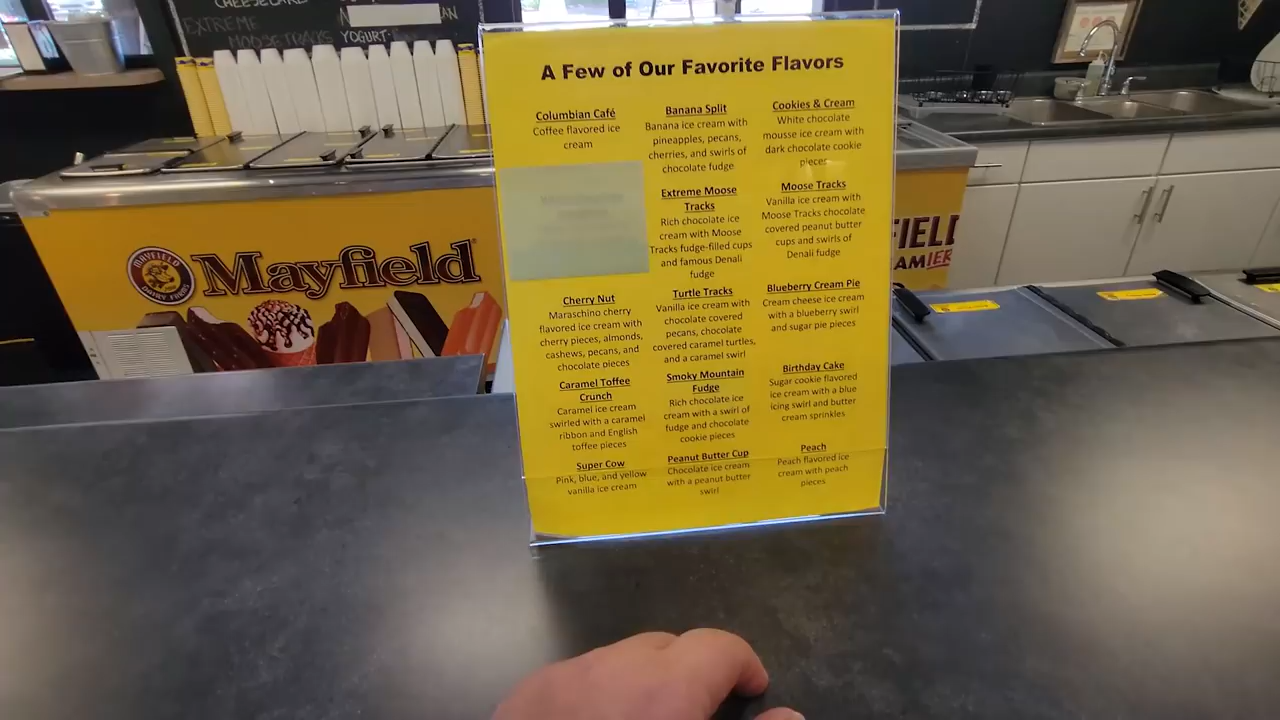 EXTREME
MOOSETRACKS YOGURT
Mayfield
MAYFIELD
DAIRY FARMS
A Few of Our Favorite Flavors
Columbian Café
Coffee flavored ice
cream
Cherry Nut
Maraschino cherry
flavored ice cream with
cherry pieces, almonds,
cashews, pecans, and
chocolate pieces
Caramel Toffee
Crunch
Caramel ice cream
swirled with a caramel
ribbon and English
toffee pieces
Super Cow
Pink, blue, and yellow
vanilla ice cream
Banana Split
Banana ice cream with
pineapples, pecans,
cherries, and swirls of
chocolate fudge
Extreme Moose
Tracks
Rich chocolate ice
cream with Moose
Tracks fudge-filled cups
and famous Denali
fudge
Turtle Tracks
Vanilla ice cream with
chocolate covered
pecans, chocolate
covered caramel turtles,
and a caramel swirl
Smoky Mountain
Fudge
Rich chocolate ice
cream with a swirl of
fudge and chocolate
cookie pieces
Peanut Butter Cup
Chocolate ice cream
with a peanut butter
swirl
Cookies & Cream
White chocolate
mousse ice cream with
dark chocolate cookie
pieces
Moose Tracks
Vanilla ice cream with
Moose Tracks chocolate
covered peanut butter
cups and swirls of
Denali fudge
Blueberry Cream Pie
Cream cheese ice cream
with a blueberry swirl
and sugar pie pieces
Birthday Cake
Sugar cookie flavored
ice cream with a blue
icing swirl and butter
cream sprinkles
Peach
Peach flavored ice
cream with peach
pieces
FIELD
AMIER